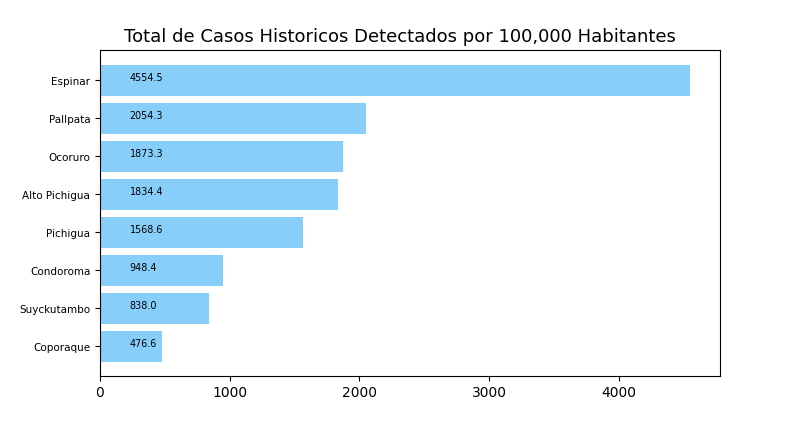 Total de Casos Historicos Detectados por 100,000 Habitantes
Espinar 4554.5
Pallpata 2054.3
Ocoruro 1873.3
Alto Pichigua 1834.4
Pichigua 1568.6
Condoroma 948.4
Suyckutambo 838.0
Coporaque 476.6
0 1000 2000 3000 4000